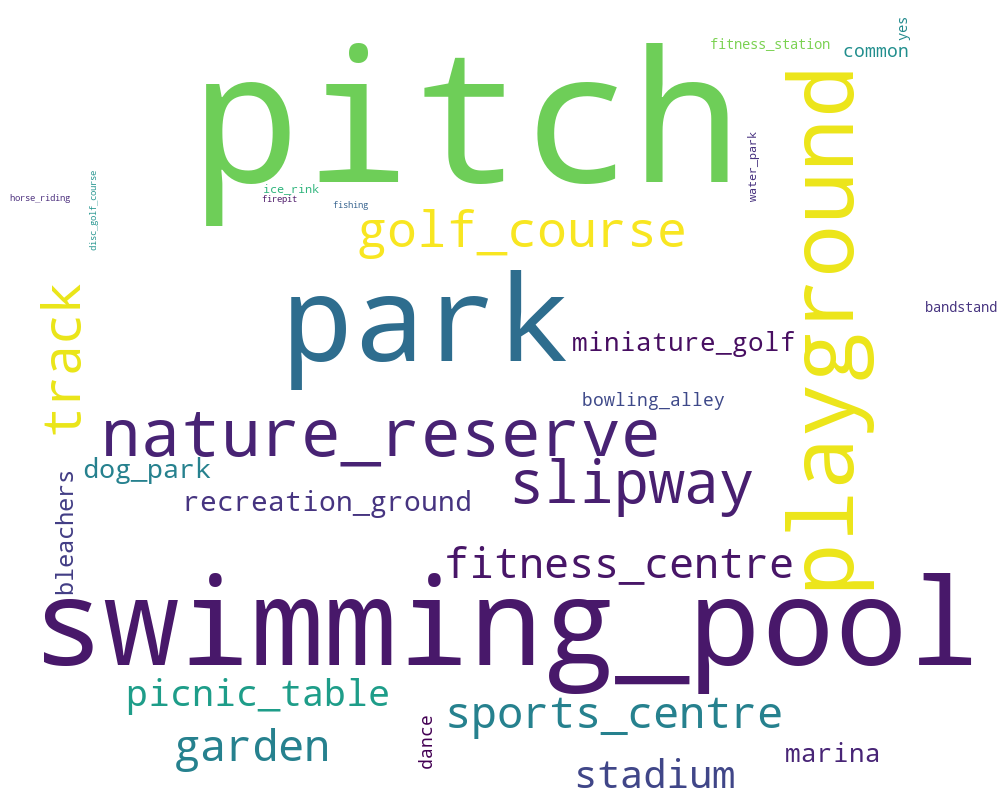 yes
fitness_station
common
pitch
playground
water_park
ice_rink
horse_riding
firepit
fishing
disc_golf_course
golf_course
park
track
bandstand
miniature_golf
bowling_alley
nature_reserve
dog_park
slipway
bleachers
recreation_ground
fitness_centre
swimming_pool
picnic_table
sports_centre
garden
dance
marina
stadium